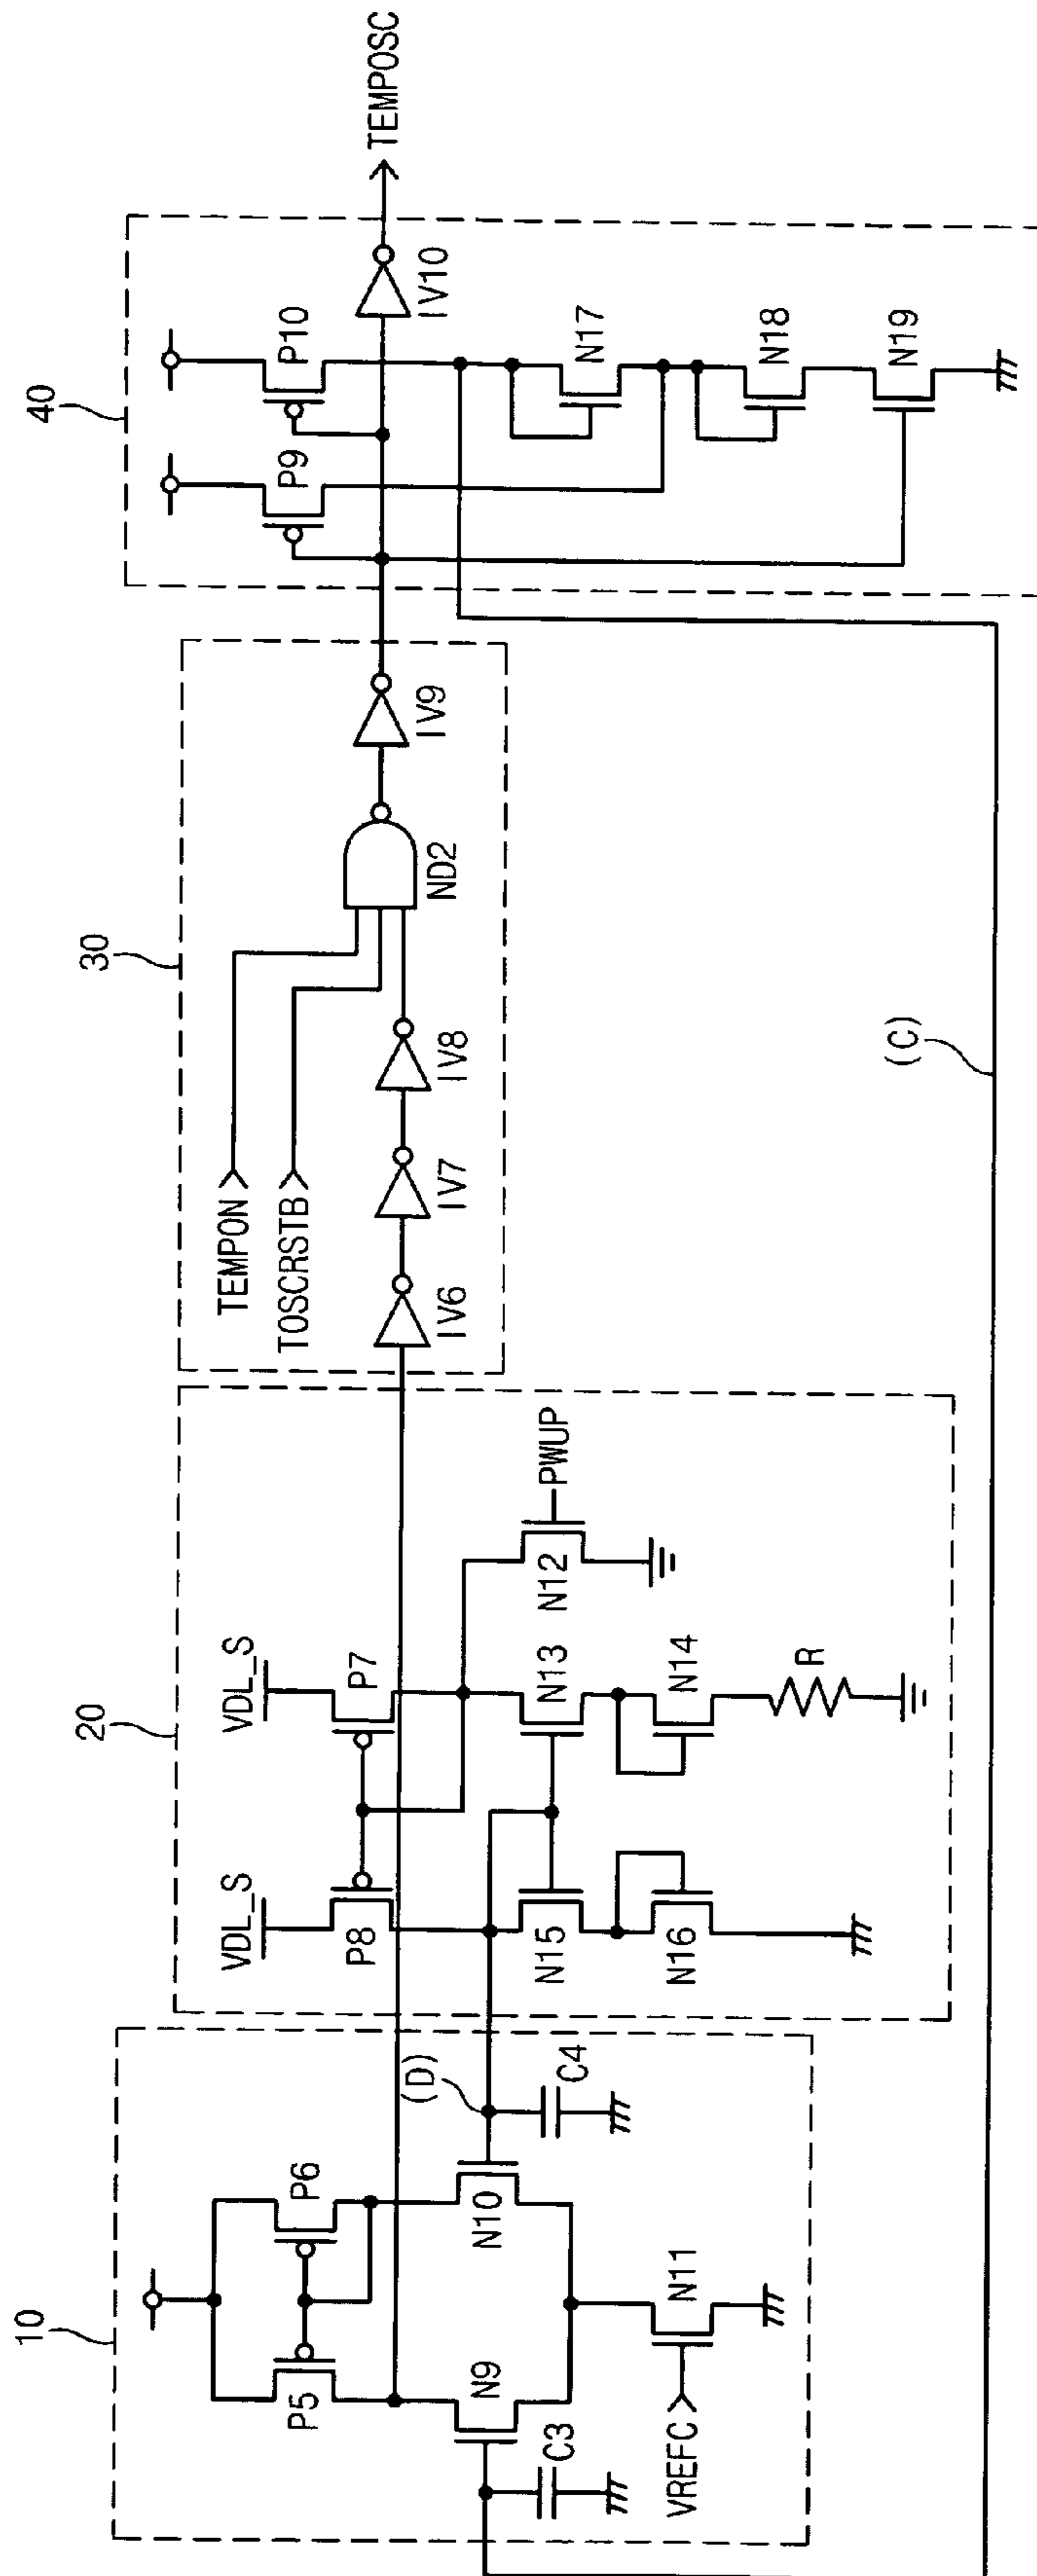 10
P5
P6
N9
N10
(D)
C3
C4
N11
VREFC
20
VDL_S
VDL_S
P8
P7
N15
N13
N12
PWUP
N16
N14
R
30
TEMPON
TOSCRSTB
IV6
IV7
IV8
ND2
IV9
(C)
40
P9
P10
IV10
TEMPOSC
N17
N18
N19